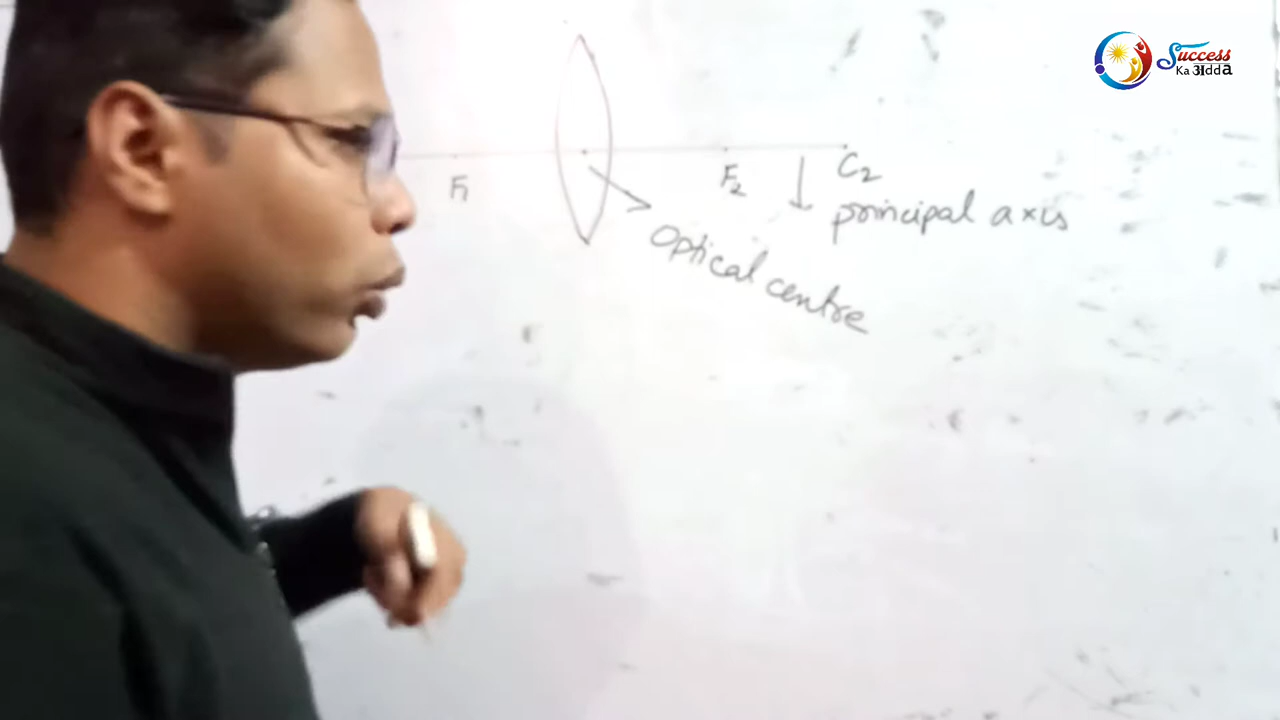 Success
Ka अdda
F1
F2
C2
principal axis
optical centre